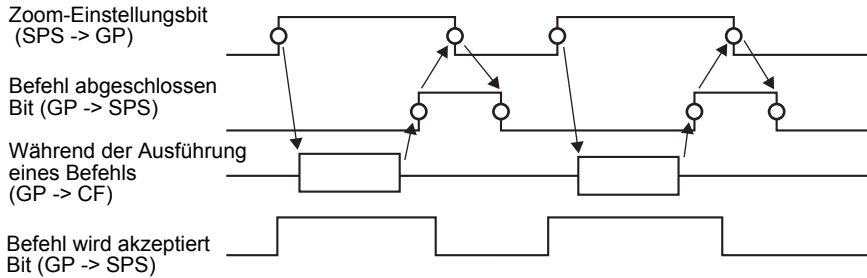 Zoom-Einstellungsbit
(SPS -> GP)
Befehl abgeschlossen
Bit (GP -> SPS)
Während der Ausführung
eines Befehls
(GP -> CF)
Befehl wird akzeptiert
Bit (GP -> SPS)